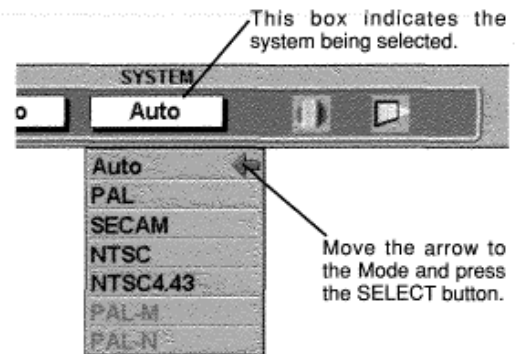 This box indicates the
system being selected.
SYSTEM
o
Auto
Auto
PAL
SECAM
NTSC
NTSC4.43
PAL-M
PAL-N
Move the arrow to
the Mode and press
the SELECT button.